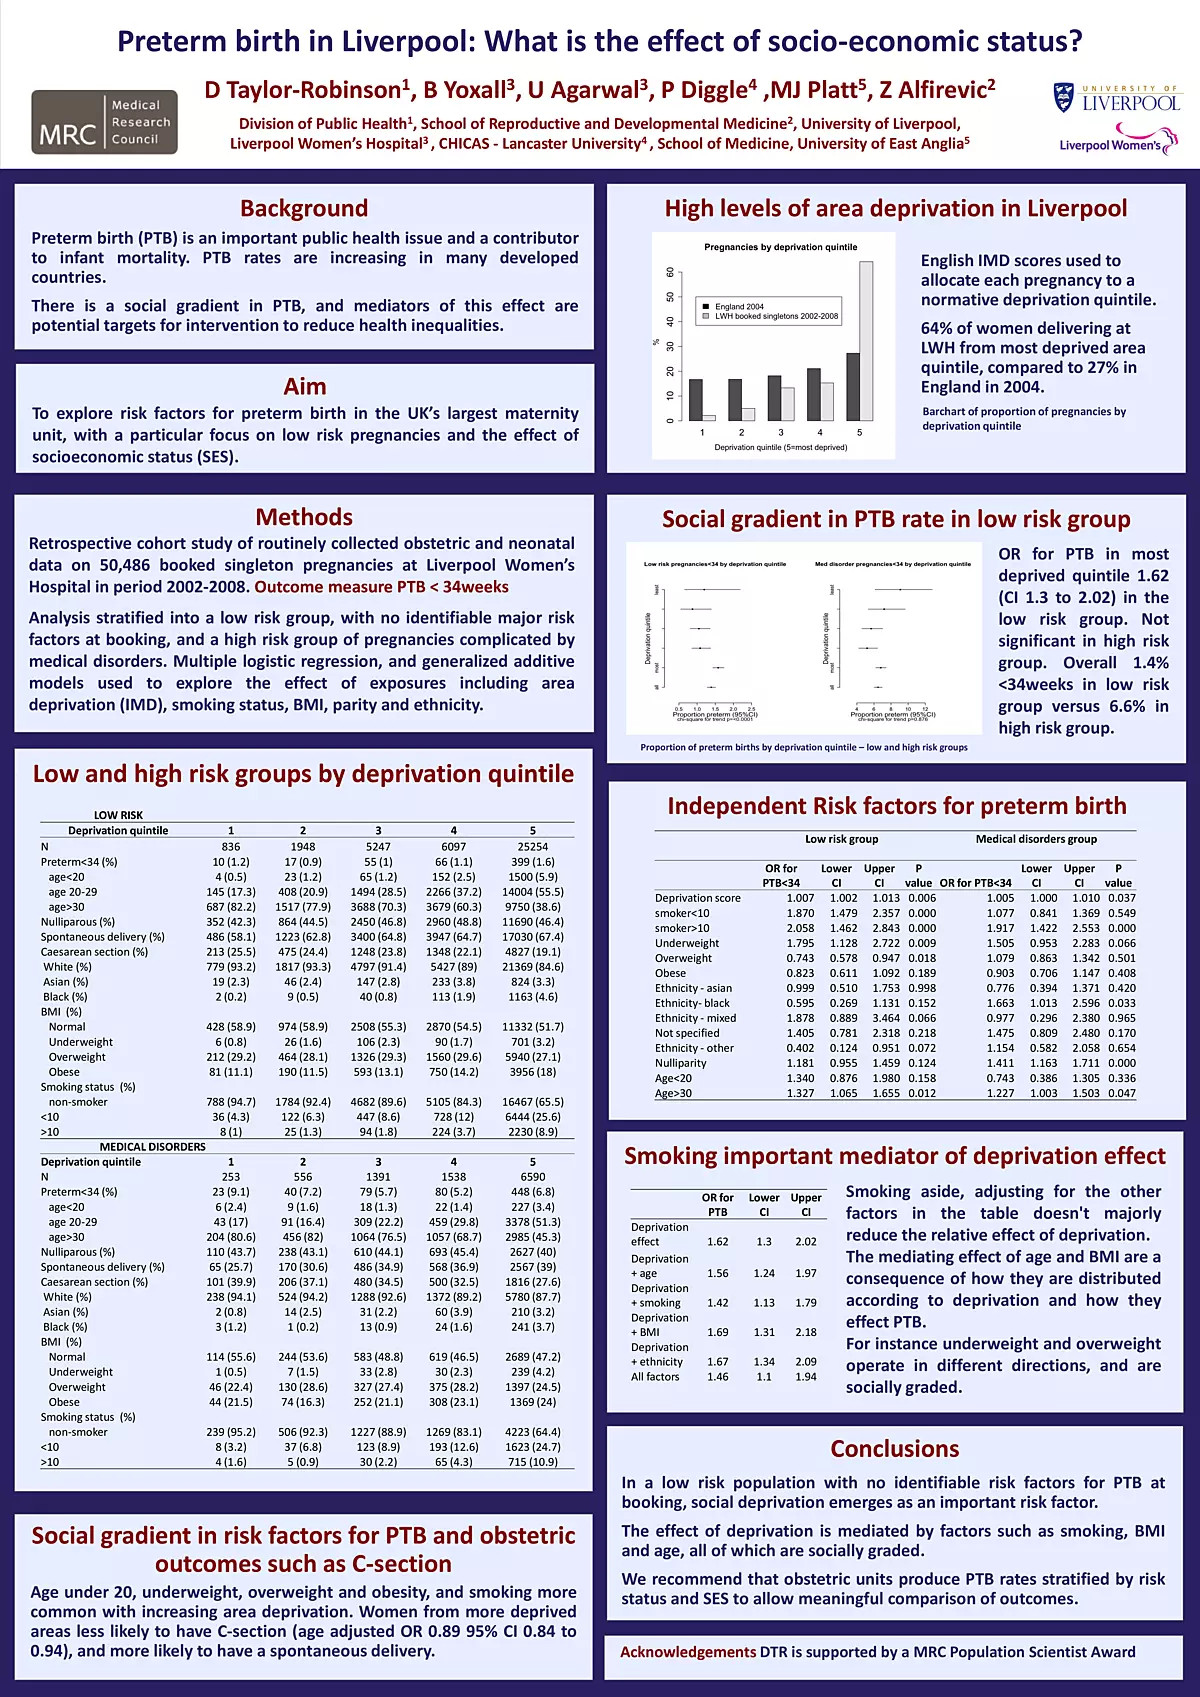 Preterm birth in Liverpool: What is the effect of socio-economic status?
MRC
Medical
Research
Council
D Taylor-Robinson1, B Yoxall3, U Agarwal3, P Diggle4 ,MJ Platt5, Z Alfirevic2
Division of Public Health1, School of Reproductive and Developmental Medicine2, University of Liverpool,
Liverpool Women's Hospital3 , CHICAS - Lancaster University4 , School of Medicine, University of East Anglia5
UNIVERSITY OF
LIVERPOOL
Liverpool Women's
Background
Preterm birth (PTB) is an important public health issue and a contributor
to infant mortality. PTB rates are increasing in many developed
countries.
There is a social gradient in PTB, and mediators of this effect are
potential targets for intervention to reduce health inequalities.
Aim
To explore risk factors for preterm birth in the UK's largest maternity
unit, with a particular focus on low risk pregnancies and the effect of
socioeconomic status (SES).
Methods
Retrospective cohort study of routinely collected obstetric and neonatal
data on 50,486 booked singleton pregnancies at Liverpool Women's
Hospital in period 2002-2008. Outcome measure PTB < 34weeks
Analysis stratified into a low risk group, with no identifiable major risk
factors at booking, and a high risk group of pregnancies complicated by
medical disorders. Multiple logistic regression, and generalized additive
models used to explore the effect of exposures including area
deprivation (IMD), smoking status, BMI, parity and ethnicity.
Low and high risk groups by deprivation quintile
LOW RISK
Deprivation quintile 1 2 3 4 5
N 836 1948 5247 6097 25254
Preterm<34 (%) 10 (1.2) 17 (0.9) 55 (1) 66 (1.1) 399 (1.6)
age<20 4 (0.5) 23 (1.2) 65 (1.2) 152 (2.5) 1500 (5.9)
age 20-29 145 (17.3) 408 (20.9) 1494 (28.5) 2266 (37.2) 14004 (55.5)
age>30 687 (82.2) 1517 (77.9) 3688 (70.3) 3679 (60.3) 9750 (38.6)
Nulliparous (%) 352 (42.3) 864 (44.5) 2450 (46.8) 2960 (48.8) 11690 (46.4)
Spontaneous delivery (%) 486 (58.1) 1223 (62.8) 3400 (64.8) 3947 (64.7) 17030 (67.4)
Caesarean section (%) 213 (25.5) 475 (24.4) 1248 (23.8) 1348 (22.1) 4827 (19.1)
White (%) 779 (93.2) 1817 (93.3) 4797 (91.4) 5427 (89) 21369 (84.6)
Asian (%) 19 (2.3) 46 (2.4) 147 (2.8) 233 (3.8) 824 (3.3)
Black (%) 2 (0.2) 9 (0.5) 40 (0.8) 113 (1.9) 1163 (4.6)
BMI (%)
Normal 428 (58.9) 974 (58.9) 2508 (55.3) 2870 (54.5) 11332 (51.7)
Underweight 6 (0.8) 26 (1.6) 106 (2.3) 90 (1.7) 701 (3.2)
Overweight 212 (29.2) 464 (28.1) 1326 (29.3) 1560 (29.6) 5940 (27.1)
Obese 81 (11.1) 190 (11.5) 593 (13.1) 750 (14.2) 3956 (18)
Smoking status (%)
non-smoker 788 (94.7) 1784 (92.4) 4682 (89.6) 5105 (84.3) 16467 (65.5)
<10 36 (4.3) 122 (6.3) 447 (8.6) 728 (12) 6444 (25.6)
>10 8 (1) 25 (1.3) 94 (1.8) 224 (3.7) 2230 (8.9)
MEDICAL DISORDERS
Deprivation quintile 1 2 3 4 5
N 253 556 1391 1538 6590
Preterm<34 (%) 23 (9.1) 40 (7.2) 79 (5.7) 80 (5.2) 448 (6.8)
age<20 6 (2.4) 9 (1.6) 18 (1.3) 22 (1.4) 227 (3.4)
age 20-29 43 (17) 91 (16.4) 309 (22.2) 459 (29.8) 3378 (51.3)
age>30 204 (80.6) 456 (82) 1064 (76.5) 1057 (68.7) 2985 (45.3)
Nulliparous (%) 110 (43.7) 238 (43.1) 610 (44.1) 693 (45.4) 2627 (40)
Spontaneous delivery (%) 65 (25.7) 170 (30.6) 486 (34.9) 568 (36.9) 2567 (39)
Caesarean section (%) 101 (39.9) 206 (37.1) 480 (34.5) 500 (32.5) 1816 (27.6)
White (%) 238 (94.1) 524 (94.2) 1288 (92.6) 1372 (89.2) 5780 (87.7)
Asian (%) 2 (0.8) 14 (2.5) 31 (2.2) 60 (3.9) 210 (3.2)
Black (%) 3 (1.2) 1 (0.2) 13 (0.9) 24 (1.6) 241 (3.7)
BMI (%)
Normal 114 (55.6) 244 (53.6) 583 (48.8) 619 (46.5) 2689 (47.2)
Underweight 1 (0.5) 7 (1.5) 33 (2.8) 30 (2.3) 239 (4.2)
Overweight 46 (22.4) 130 (28.6) 327 (27.4) 375 (28.2) 1397 (24.5)
Obese 44 (21.5) 74 (16.3) 252 (21.1) 308 (23.1) 1369 (24)
Smoking status (%)
non-smoker 239 (95.2) 506 (92.3) 1227 (88.9) 1269 (83.1) 4223 (64.4)
<10 8 (3.2) 37 (6.8) 123 (8.9) 193 (12.6) 1623 (24.7)
>10 4 (1.6) 5 (0.9) 30 (2.2) 65 (4.3) 715 (10.9)
Social gradient in risk factors for PTB and obstetric
outcomes such as C-section
Age under 20, underweight, overweight and obesity, and smoking more
common with increasing area deprivation. Women from more deprived
areas less likely to have C-section (age adjusted OR 0.89 95% CI 0.84 to
0.94), and more likely to have a spontaneous delivery.
High levels of area deprivation in Liverpool
Pregnancies by deprivation quintile
England 2004
LWH booked singletons 2002-2008
%
0 10 20 30 40 50 60
1 2 3 4 5
Deprivation quintile (5=most deprived)
English IMD scores used to
allocate each pregnancy to a
normative deprivation quintile.
64% of women delivering at
LWH from most deprived area
quintile, compared to 27% in
England in 2004.
Barchart of proportion of pregnancies by
deprivation quintile
Social gradient in PTB rate in low risk group
Low risk pregnancies<34 by deprivation quintile
Deprivation quintile
least
most
all
0.5 1.0 1.5 2.0 2.5
Proportion preterm (95%CI)
chi-square for trend p=<0.0001
Med disorder pregnancies<34 by deprivation quintile
Deprivation quintile
least
most
all
4 6 8 10 12
Proportion preterm (95%CI)
chi-square for trend p=0.876
Proportion of preterm births by deprivation quintile – low and high risk groups
OR for PTB in most
deprived quintile 1.62
(CI 1.3 to 2.02) in the
low risk group. Not
significant in high risk
group. Overall 1.4%
<34weeks in low risk
group versus 6.6% in
high risk group.
Independent Risk factors for preterm birth
Low risk group Medical disorders group
OR for Lower Upper P Lower Upper P
PTB<34 CI CI value OR for PTB<34 CI CI value
Deprivation score 1.007 1.002 1.013 0.006 1.005 1.000 1.010 0.037
smoker<10 1.870 1.479 2.357 0.000 1.077 0.841 1.369 0.549
smoker>10 2.058 1.462 2.843 0.000 1.917 1.422 2.553 0.000
Underweight 1.795 1.128 2.722 0.009 1.505 0.953 2.283 0.066
Overweight 0.743 0.578 0.947 0.018 1.079 0.863 1.342 0.501
Obese 0.823 0.611 1.092 0.189 0.903 0.706 1.147 0.408
Ethnicity - asian 0.999 0.510 1.753 0.998 0.776 0.394 1.371 0.420
Ethnicity- black 0.595 0.269 1.131 0.152 1.663 1.013 2.596 0.033
Ethnicity - mixed 1.878 0.889 3.464 0.066 0.977 0.296 2.380 0.965
Not specified 1.405 0.781 2.318 0.218 1.475 0.809 2.480 0.170
Ethnicity - other 0.402 0.124 0.951 0.072 1.154 0.582 2.058 0.654
Nulliparity 1.181 0.955 1.459 0.124 1.411 1.163 1.711 0.000
Age<20 1.340 0.876 1.980 0.158 0.743 0.386 1.305 0.336
Age>30 1.327 1.065 1.655 0.012 1.227 1.003 1.503 0.047
Smoking important mediator of deprivation effect
OR for Lower Upper
PTB CI CI
Deprivation
effect 1.62 1.3 2.02
Deprivation
+ age 1.56 1.24 1.97
Deprivation
+ smoking 1.42 1.13 1.79
Deprivation
+ BMI 1.69 1.31 2.18
Deprivation
+ ethnicity 1.67 1.34 2.09
All factors 1.46 1.1 1.94
Smoking aside, adjusting for the other
factors in the table doesn't majorly
reduce the relative effect of deprivation.
The mediating effect of age and BMI are a
consequence of how they are distributed
according to deprivation and how they
effect PTB.
For instance underweight and overweight
operate in different directions, and are
socially graded.
Conclusions
In a low risk population with no identifiable risk factors for PTB at
booking, social deprivation emerges as an important risk factor.
The effect of deprivation is mediated by factors such as smoking, BMI
and age, all of which are socially graded.
We recommend that obstetric units produce PTB rates stratified by risk
status and SES to allow meaningful comparison of outcomes.
Acknowledgements DTR is supported by a MRC Population Scientist Award